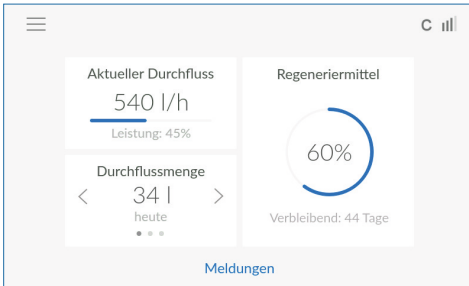 C
Aktueller Durchfluss
540 l/h
Leistung: 45%
Durchflussmenge
34 l
heute
Regeneriermittel
60%
Verbleibend: 44 Tage
Meldungen